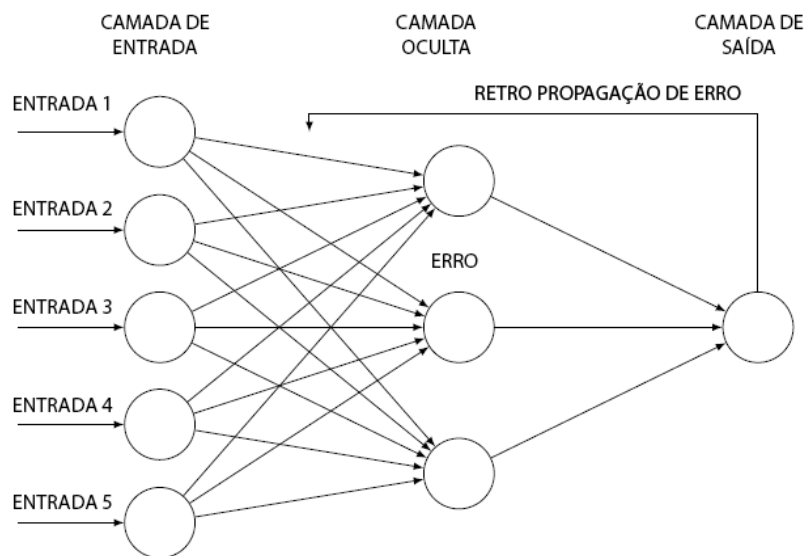 CAMADA DE
ENTRADA
CAMADA
OCULTA
CAMADA DE
SAÍDA
RETRO PROPAGAÇÃO DE ERRO
ENTRADA 1
ENTRADA 2
ERRO
ENTRADA 3
ENTRADA 4
ENTRADA 5